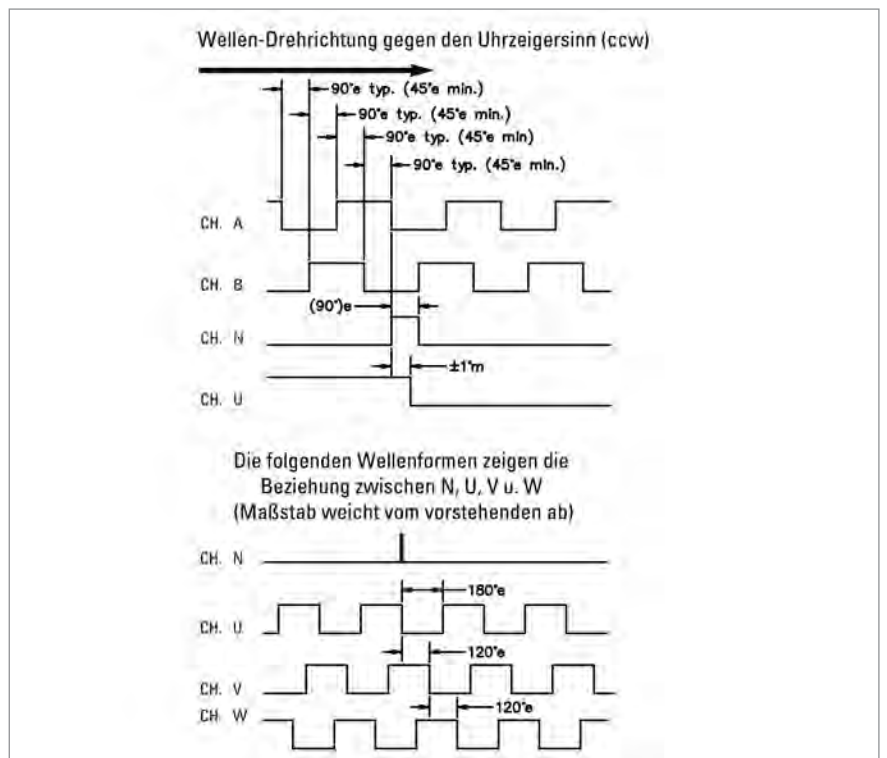 Wellen-Drehrichtung gegen den Uhrzeigersinn (ccw)
90°e typ. (45°e min.)
90°e typ. (45°e min.)
90°e typ. (45°e min)
90°e typ. (45°e min.)
CH. A
CH. B
(90°)e
CH. N
±1°m
CH. U
Die folgenden Wellenformen zeigen die
Beziehung zwischen N, U, V u. W
(Maßstab weicht vom vorstehenden ab)
CH. N
180°e
CH. U
120°e
CH. V
120°e
CH. W